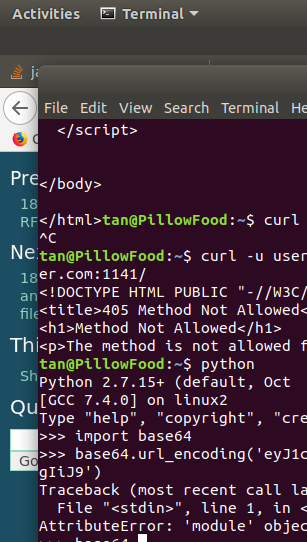 Activities Terminal
ja
File Edit View Search Terminal He
</script>
</body>
</html>tan@PillowFood:~$ curl
^C
tan@PillowFood:~$ curl -u user
er.com:1141/
<!DOCTYPE HTML PUBLIC "-//W3C/
<title>405 Method Not Allowed<
<h1>Method Not Allowed</h1>
<p>The method is not allowed f
tan@PillowFood:~$ python
Python 2.7.15+ (default, Oct
[GCC 7.4.0] on linux2
Type "help", "copyright", "cre
>>> import base64
>>> base64.url_encoding('eyJ1c
gIiJ9')
Traceback (most recent call la
File "<stdin>", line 1, in <
AttributeError: 'module' objec
Pre
18
RF
Ne
18
an
file
Thi
Sh
Qu
Go